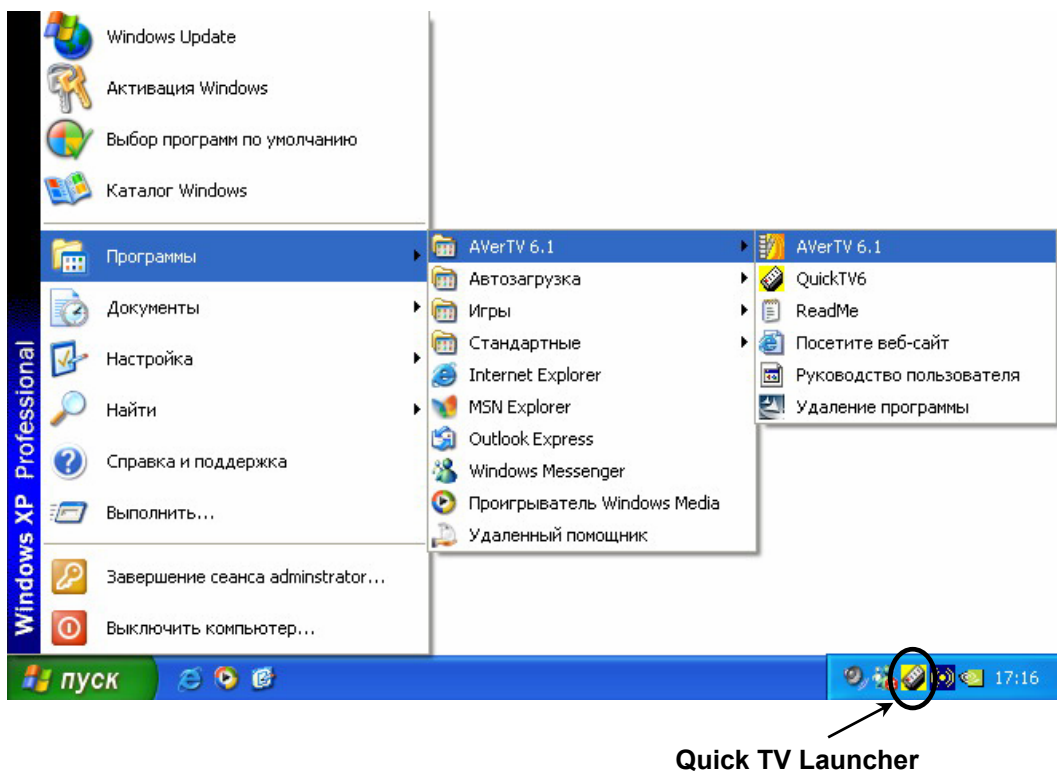 Windows Update
Активация Windows
Выбор программ по умолчанию
Каталог Windows
Программы
Документы
Настройка
Найти
Справка и поддержка
Выполнить...
Завершение сеанса adminstrator...
Выключить компьютер...
Windows XP Professional
AVerTV 6.1
Автозагрузка
Игры
Стандартные
Internet Explorer
MSN Explorer
Outlook Express
Windows Messenger
Проигрыватель Windows Media
Удаленный помощник
AVerTV 6.1
QuickTV6
ReadMe
Посетите веб-сайт
Руководство пользователя
Удаление программы
пуск
17:16
Quick TV Launcher